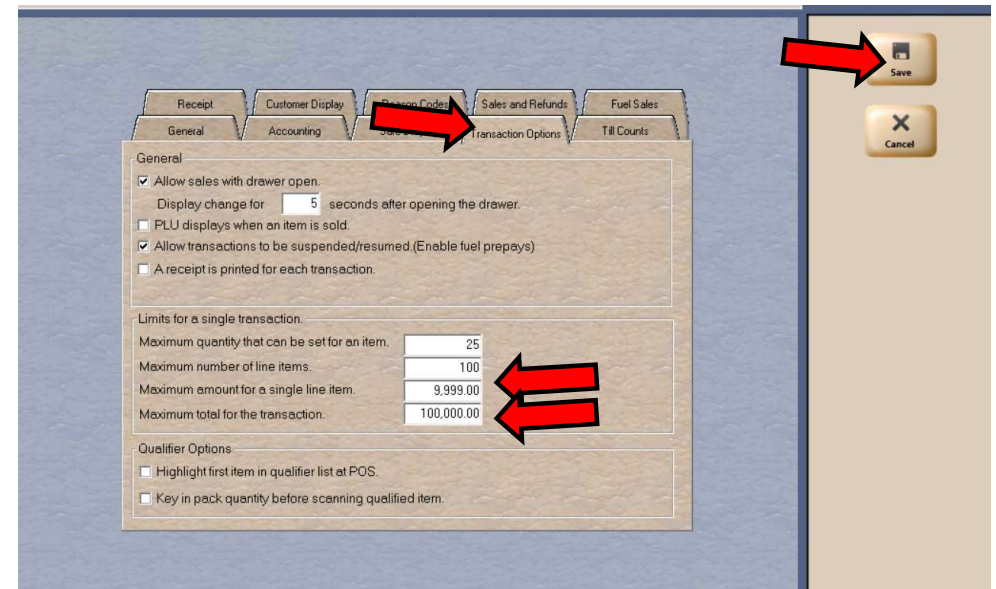 Save
Cancel
Receipt
Customer Display
Reason Codes
Sales and Refunds
Fuel Sales
General
Accounting
Transaction Options
Till Counts
General
Allow sales with drawer open.
Display change for 5 seconds after opening the drawer.
PLU displays when an item is sold.
Allow transactions to be suspended/resumed.(Enable fuel prepays)
A receipt is printed for each transaction.
Limits for a single transaction.
Maximum quantity that can be set for an item. 25
Maximum number of line items. 100
Maximum amount for a single line item. 9,999.00
Maximum total for the transaction. 100,000.00
Qualifier Options
Highlight first item in qualifier list at POS.
Key in pack quantity before scanning qualified item.